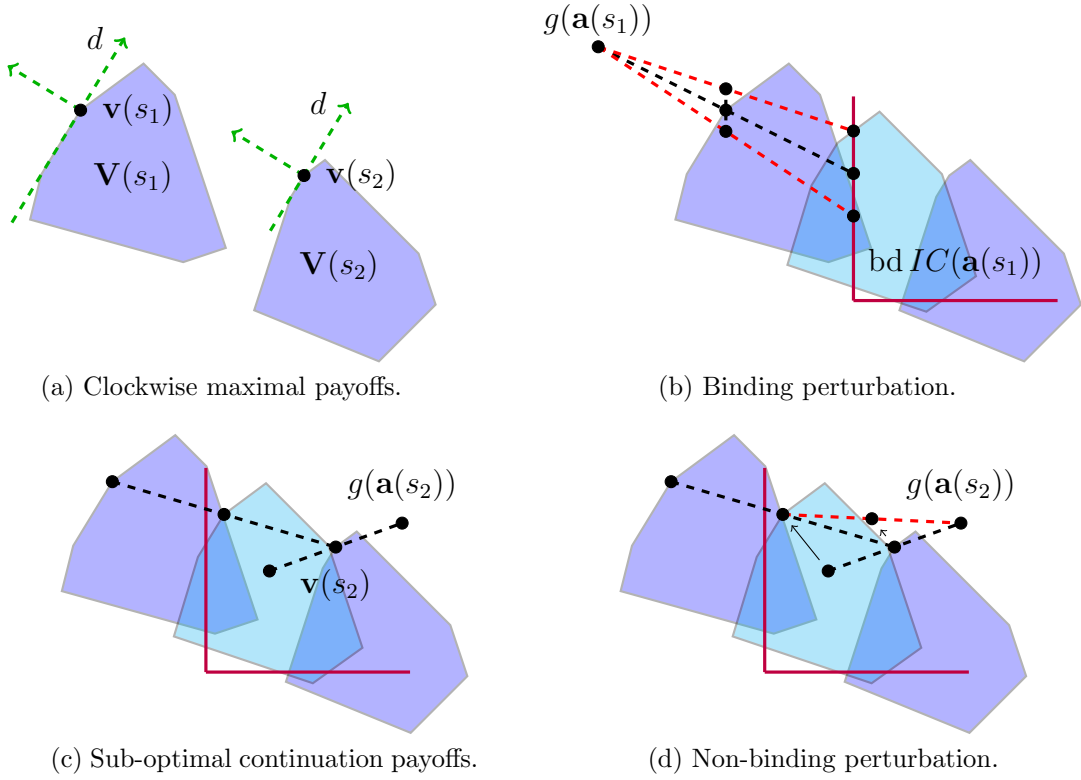 d
𝐯(s₁)
𝐕(s₁)
d
𝐯(s₂)
𝐕(s₂)
(a) Clockwise maximal payoffs.
g(𝐚(s₁))
bd IC(𝐚(s₁))
(b) Binding perturbation.
g(𝐚(s₂))
𝐯(s₂)
(c) Sub-optimal continuation payoffs.
g(𝐚(s₂))
(d) Non-binding perturbation.